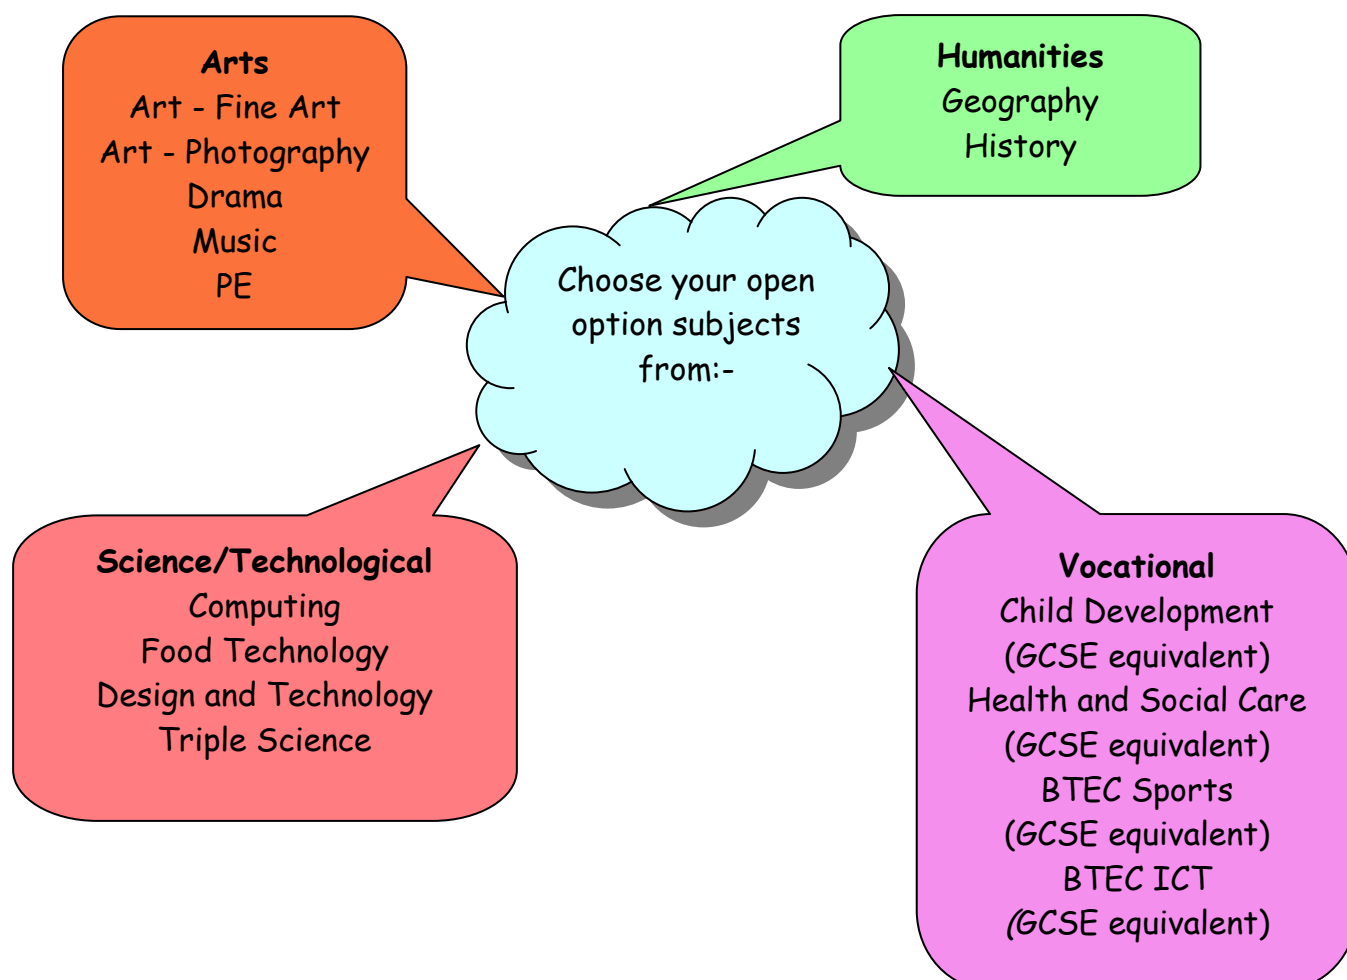 Arts
Art - Fine Art
Art - Photography
Drama
Music
PE
Humanities
Geography
History
Choose your open
option subjects
from:-
Science/Technological
Computing
Food Technology
Design and Technology
Triple Science
Vocational
Child Development
(GCSE equivalent)
Health and Social Care
(GCSE equivalent)
BTEC Sports
(GCSE equivalent)
BTEC ICT
(GCSE equivalent)